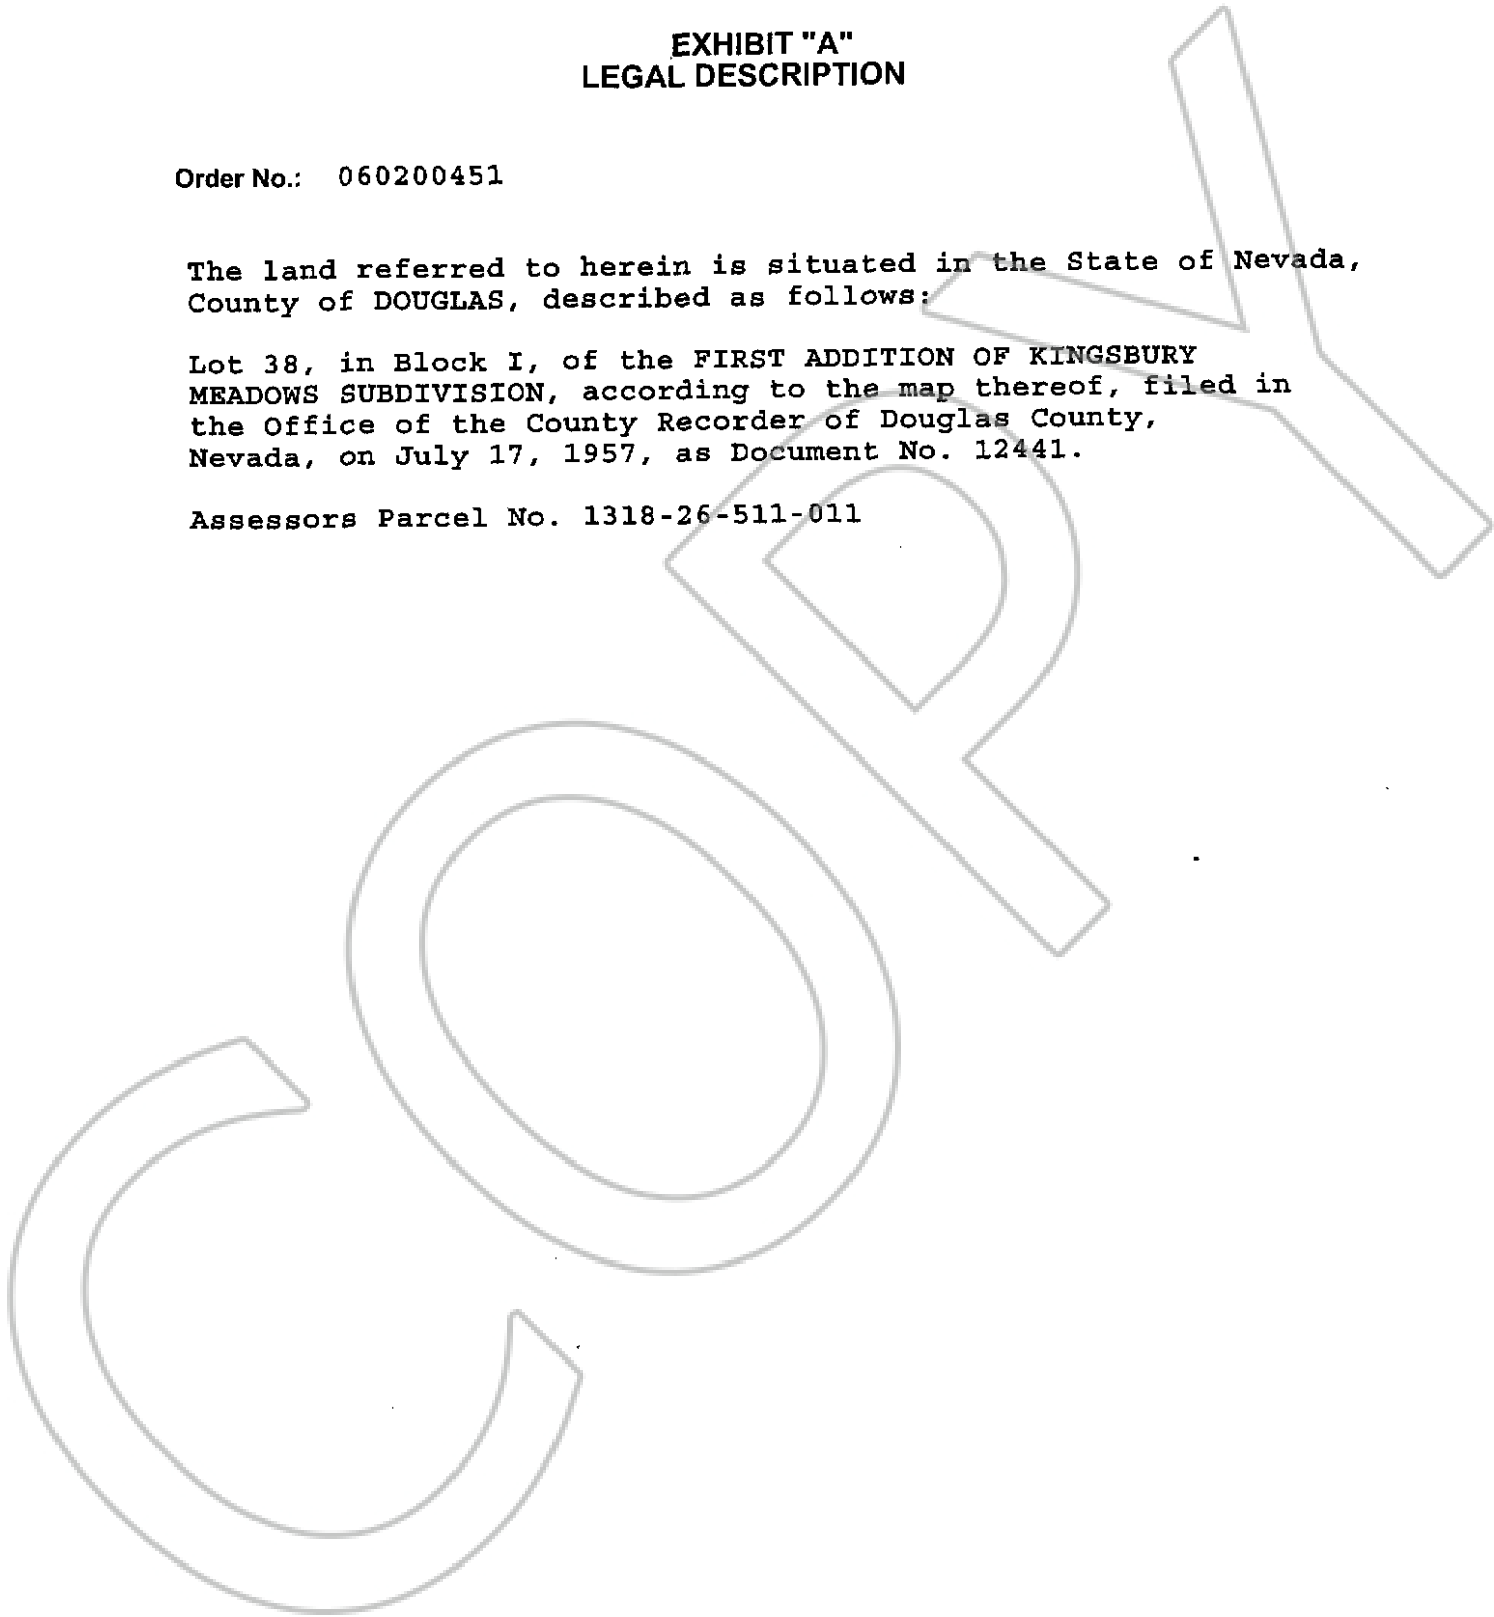 EXHIBIT "A"
LEGAL DESCRIPTION
Order No.: 060200451
The land referred to herein is situated in the State of Nevada,
County of DOUGLAS, described as follows:
Lot 38, in Block I, of the FIRST ADDITION OF KINGSBURY
MEADOWS SUBDIVISION, according to the map thereof, filed in
the Office of the County Recorder of Douglas County,
Nevada, on July 17, 1957, as Document No. 12441.
Assessors Parcel No. 1318-26-511-011
COPY